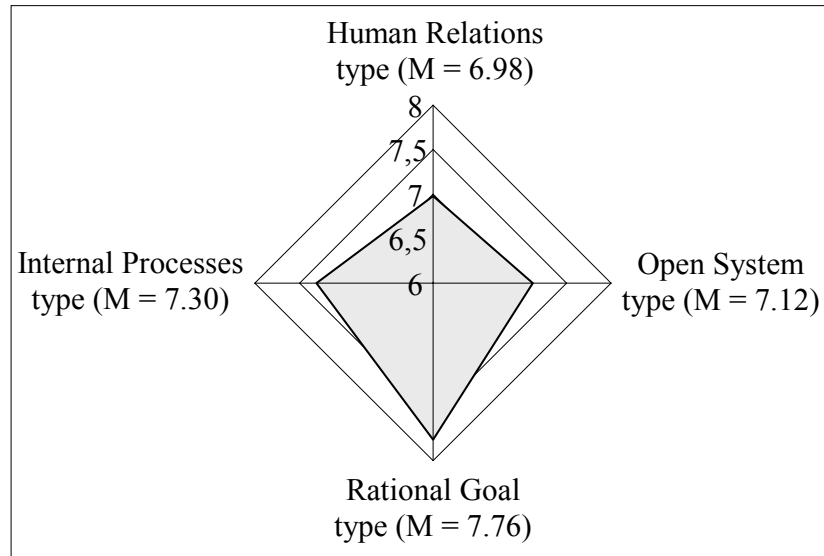 Human Relations
type (M = 6.98)
8
7,5
7
6,5
6
Internal Processes
type (M = 7.30)
Open System
type (M = 7.12)
Rational Goal
type (M = 7.76)